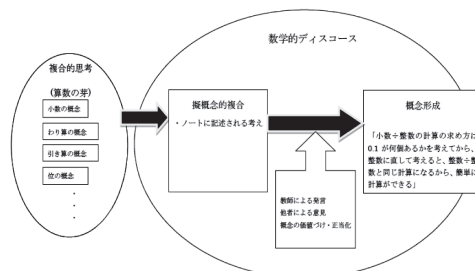 数学的ディスコース
複合的思考
(算数の芽)
小数の概念
わり算の概念
引き算の概念
位の概念
・
・
・
擬概念的複合
・ノートに記述される考え
教師による発言
他者による意見
概念の価値づけ・正当化
概念形成
「小数÷整数の計算の求め方は
0.1 が何個あるかを考えてから、
整数に直して考えると、整数÷整
数と同じ計算になるから、簡単に
計算ができる」